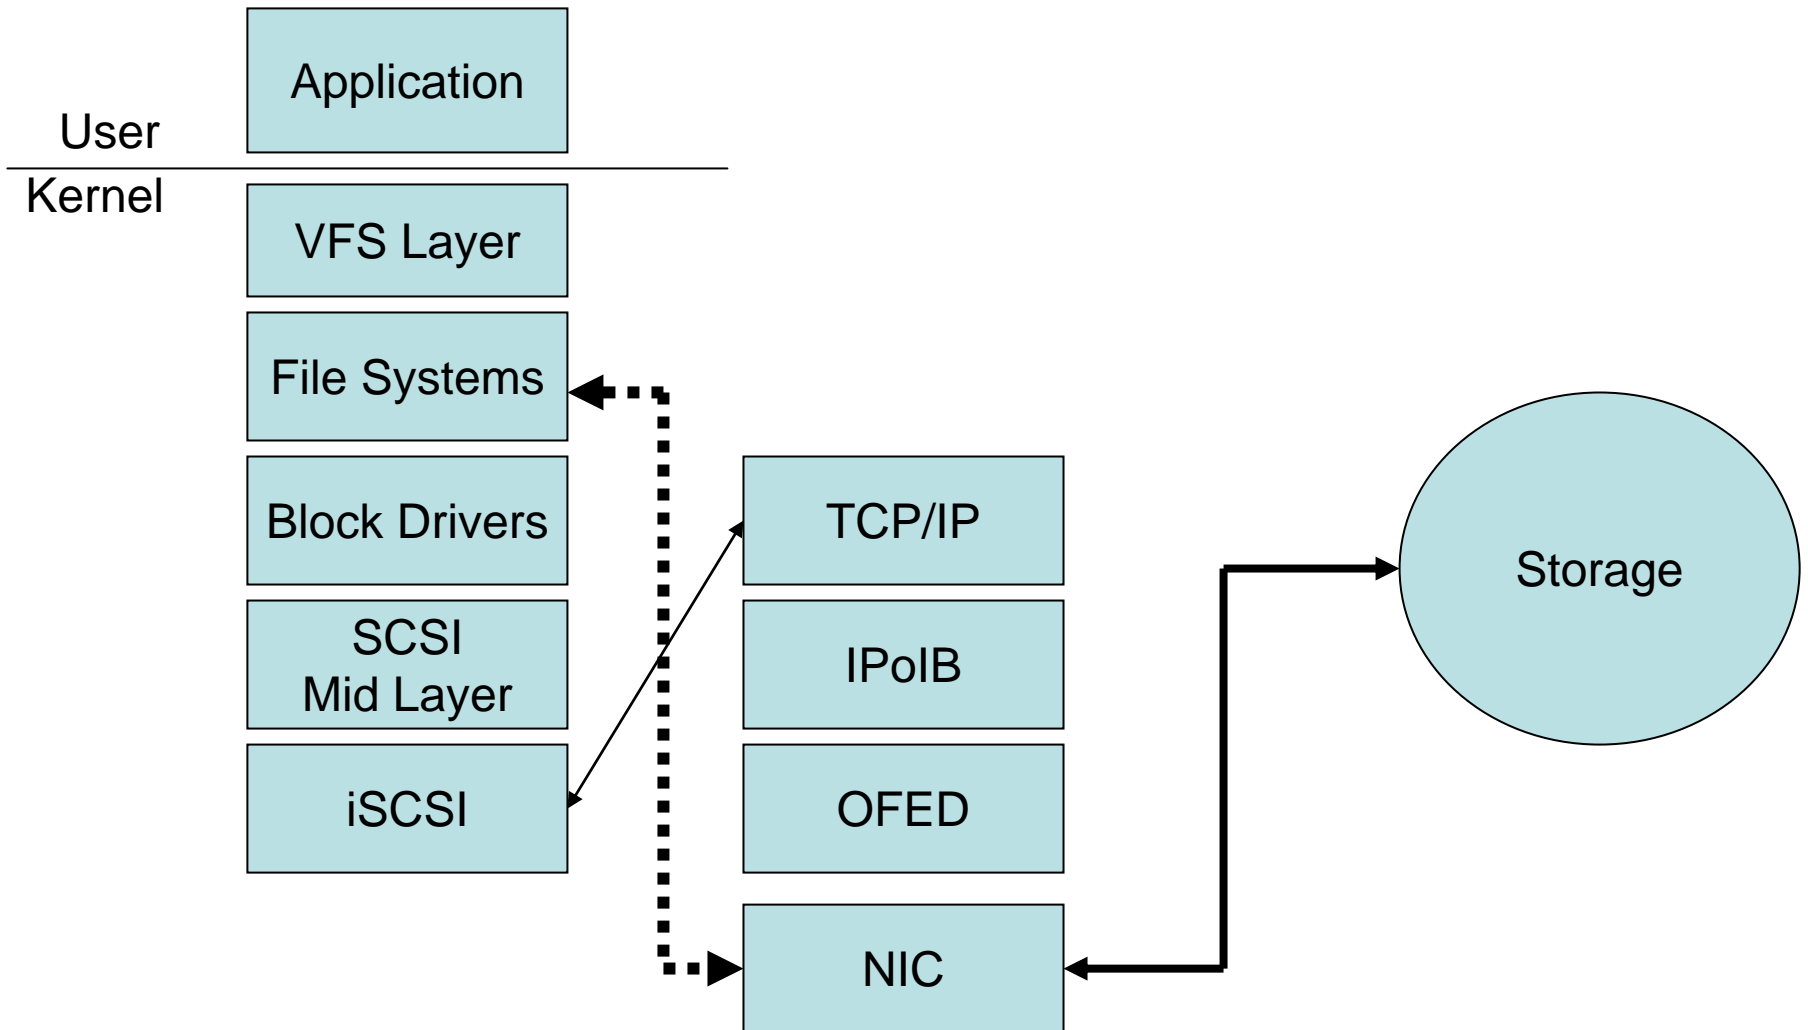 Application
User
Kernel
VFS Layer
File Systems
Block Drivers
SCSI
Mid Layer
iSCSI
TCP/IP
IPoIB
OFED
NIC
Storage